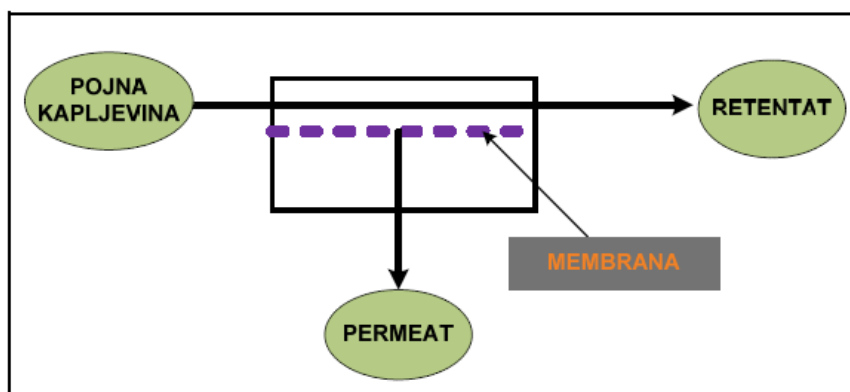 POJNA
KAPLJEVINA
RETENTAT
MEMBRANA
PERMEAT